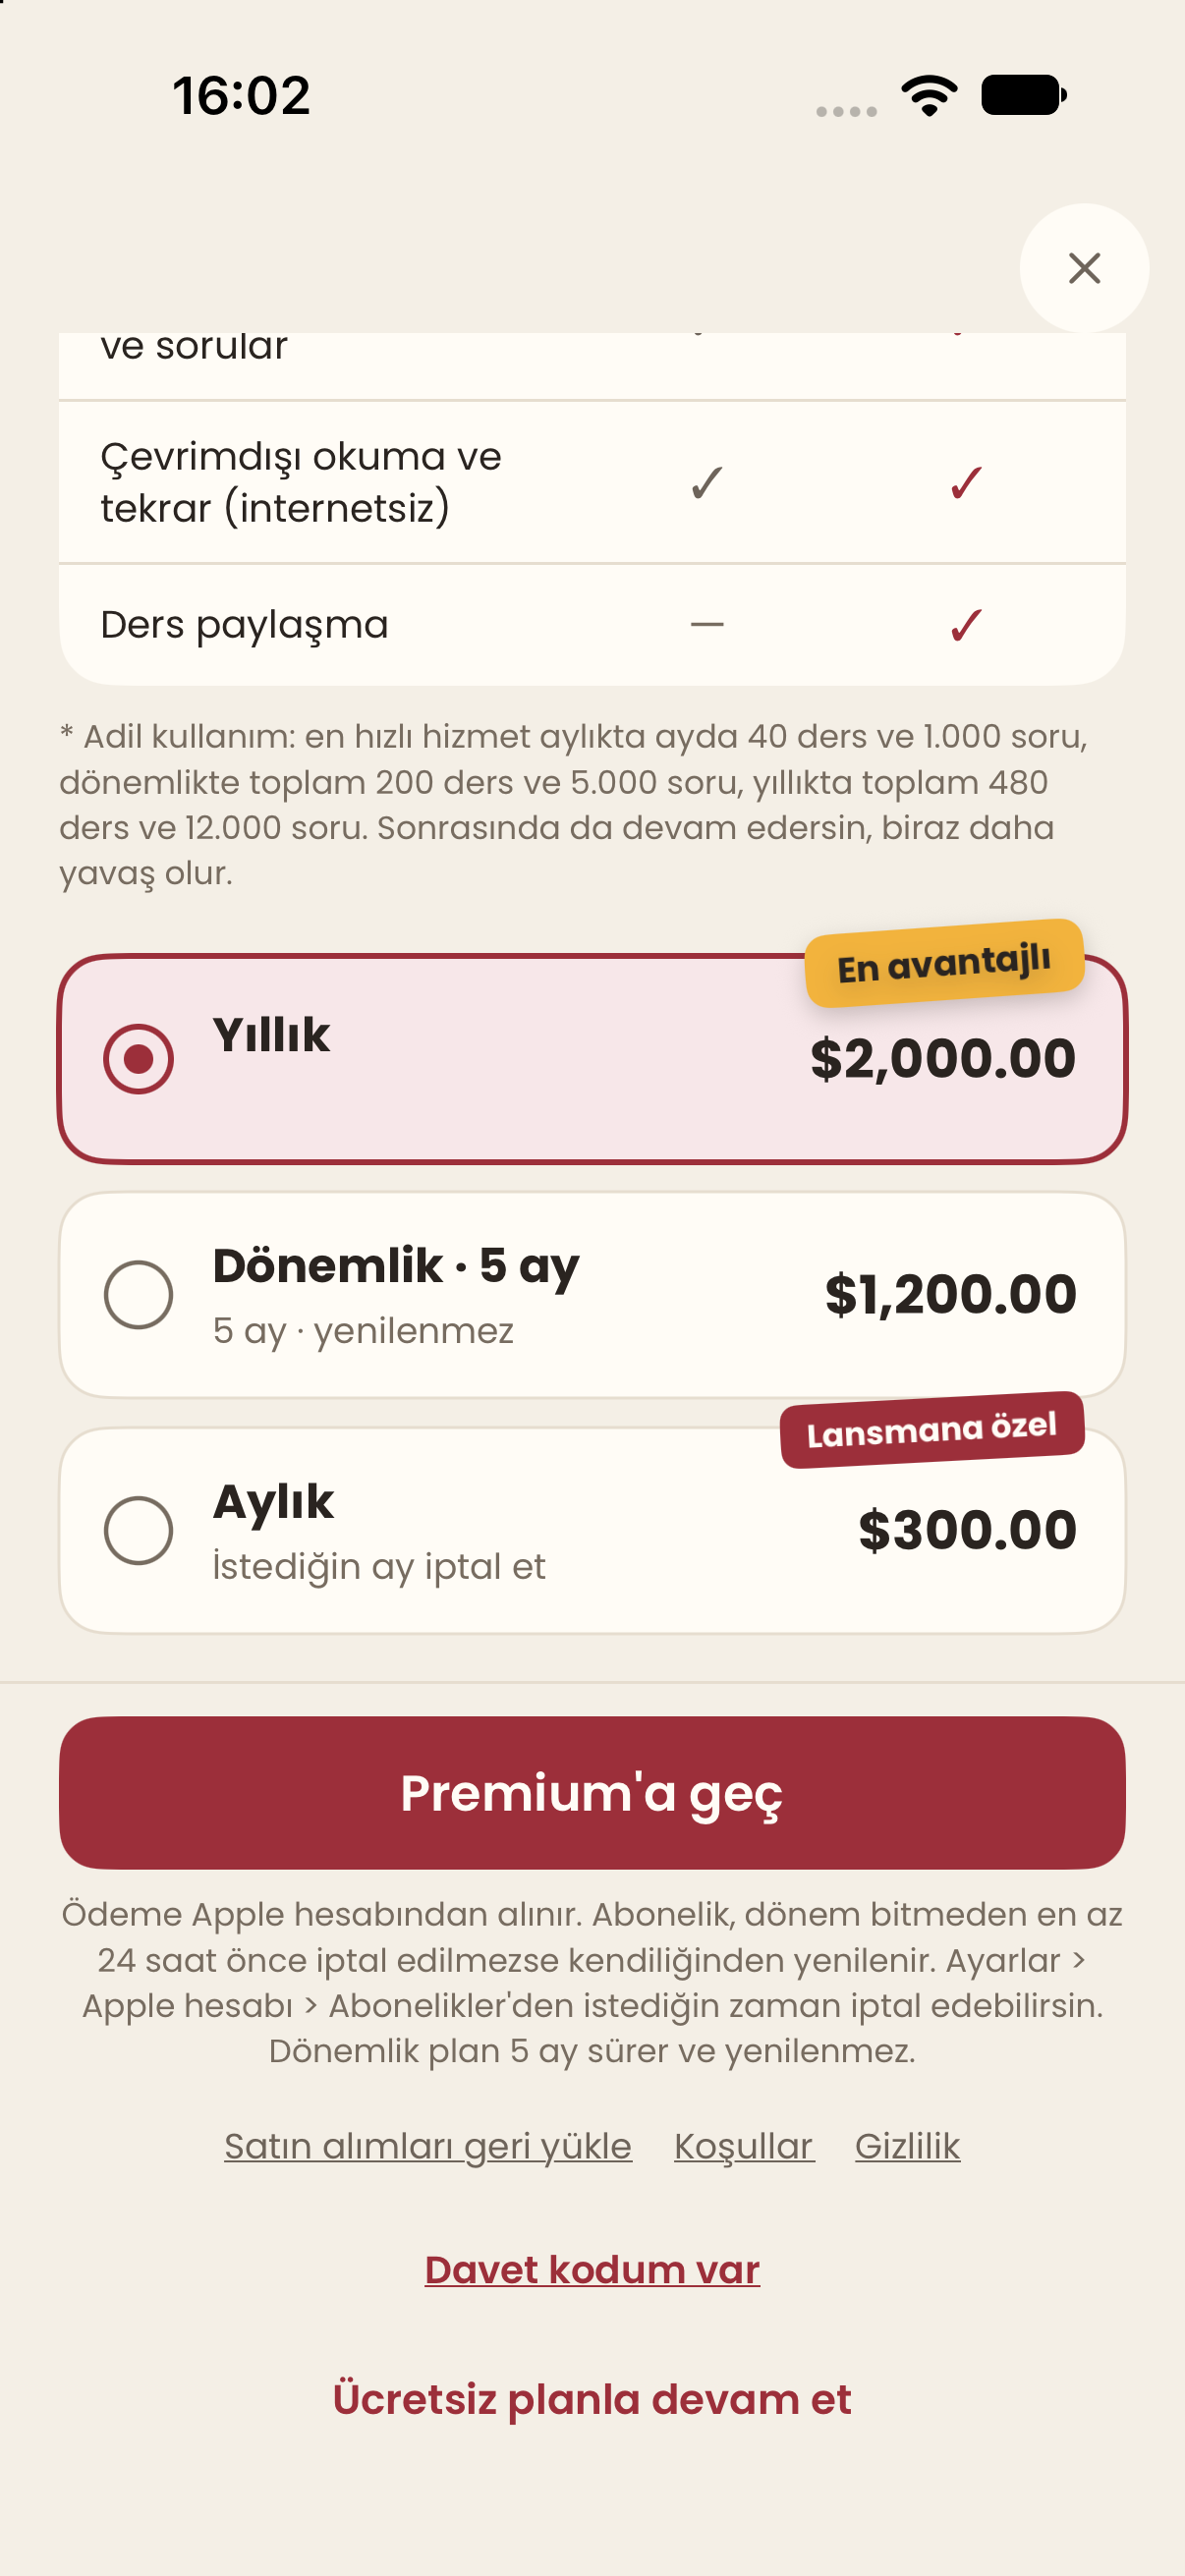 16:02
ve sorular
Çevrimdışı okuma ve
tekrar (internetsiz)
✓ ✓
Ders paylaşma — ✓
* Adil kullanım: en hızlı hizmet aylıkta ayda 40 ders ve 1.000 soru,
dönemlikte toplam 200 ders ve 5.000 soru, yıllıkta toplam 480
ders ve 12.000 soru. Sonrasında da devam edersin, biraz daha
yavaş olur.
En avantajlı
Yıllık
$2,000.00
Dönemlik · 5 ay
5 ay · yenilenmez
$1,200.00
Lansmana özel
Aylık
İstediğin ay iptal et
$300.00
Premium'a geç
Ödeme Apple hesabından alınır. Abonelik, dönem bitmeden en az
24 saat önce iptal edilmezse kendiliğinden yenilenir. Ayarlar >
Apple hesabı > Abonelikler'den istediğin zaman iptal edebilirsin.
Dönemlik plan 5 ay sürer ve yenilenmez.
Satın alımları geri yükle Koşullar Gizlilik
Davet kodum var
Ücretsiz planla devam et